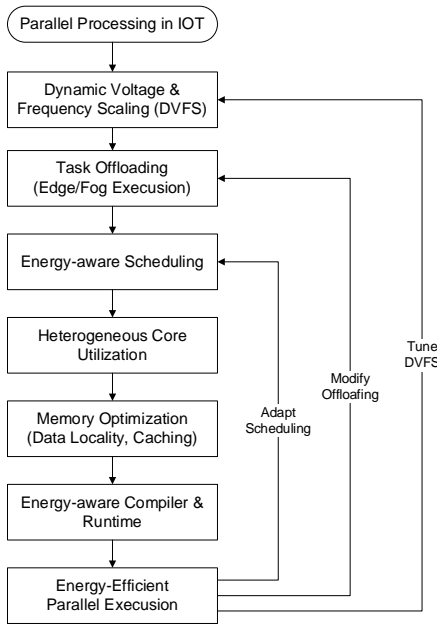 Parallel Processing in IOT
Dynamic Voltage &
Frequency Scaling (DVFS)
Task Offloading
(Edge/Fog Execusion)
Energy-aware Scheduling
Heterogeneous Core
Utilization
Memory Optimization
(Data Locality, Caching)
Energy-aware Compiler &
Runtime
Energy-Efficient
Parallel Execution
Adapt
Scheduling
Modify
Offloafing
Tune
DVFS